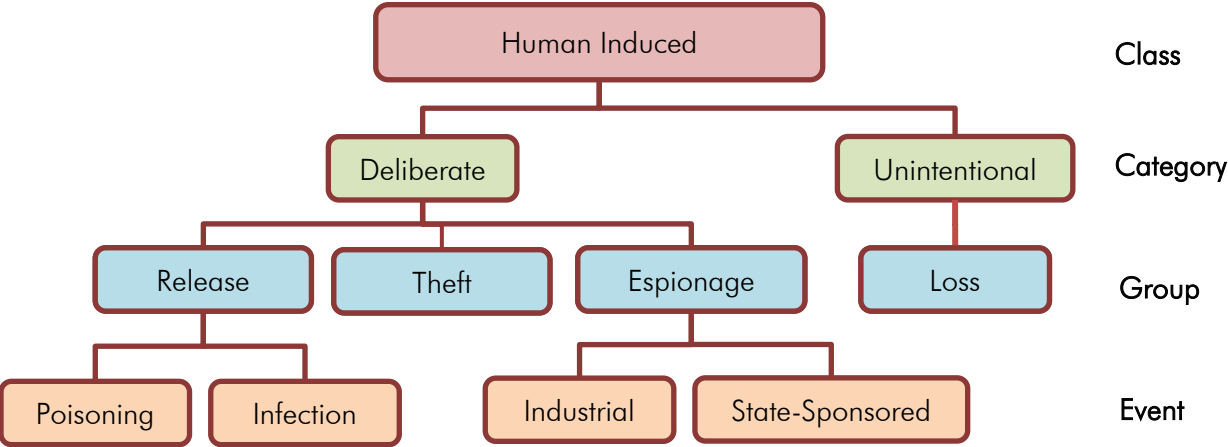 Human Induced
Class
Deliberate
Unintentional
Category
Release
Theft
Espionage
Loss
Group
Poisoning
Infection
Industrial
State-Sponsored
Event